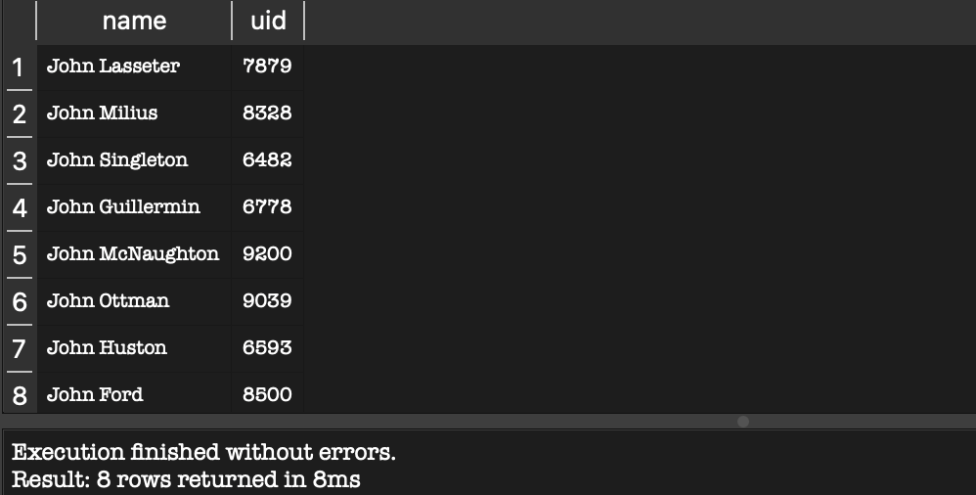 name uid
1 John Lasseter 7879
2 John Milius 8328
3 John Singleton 6482
4 John Guillermin 6778
5 John McNaughton 9200
6 John Ottman 9039
7 John Huston 6593
8 John Ford 8500
Execution finished without errors.
Result: 8 rows returned in 8ms